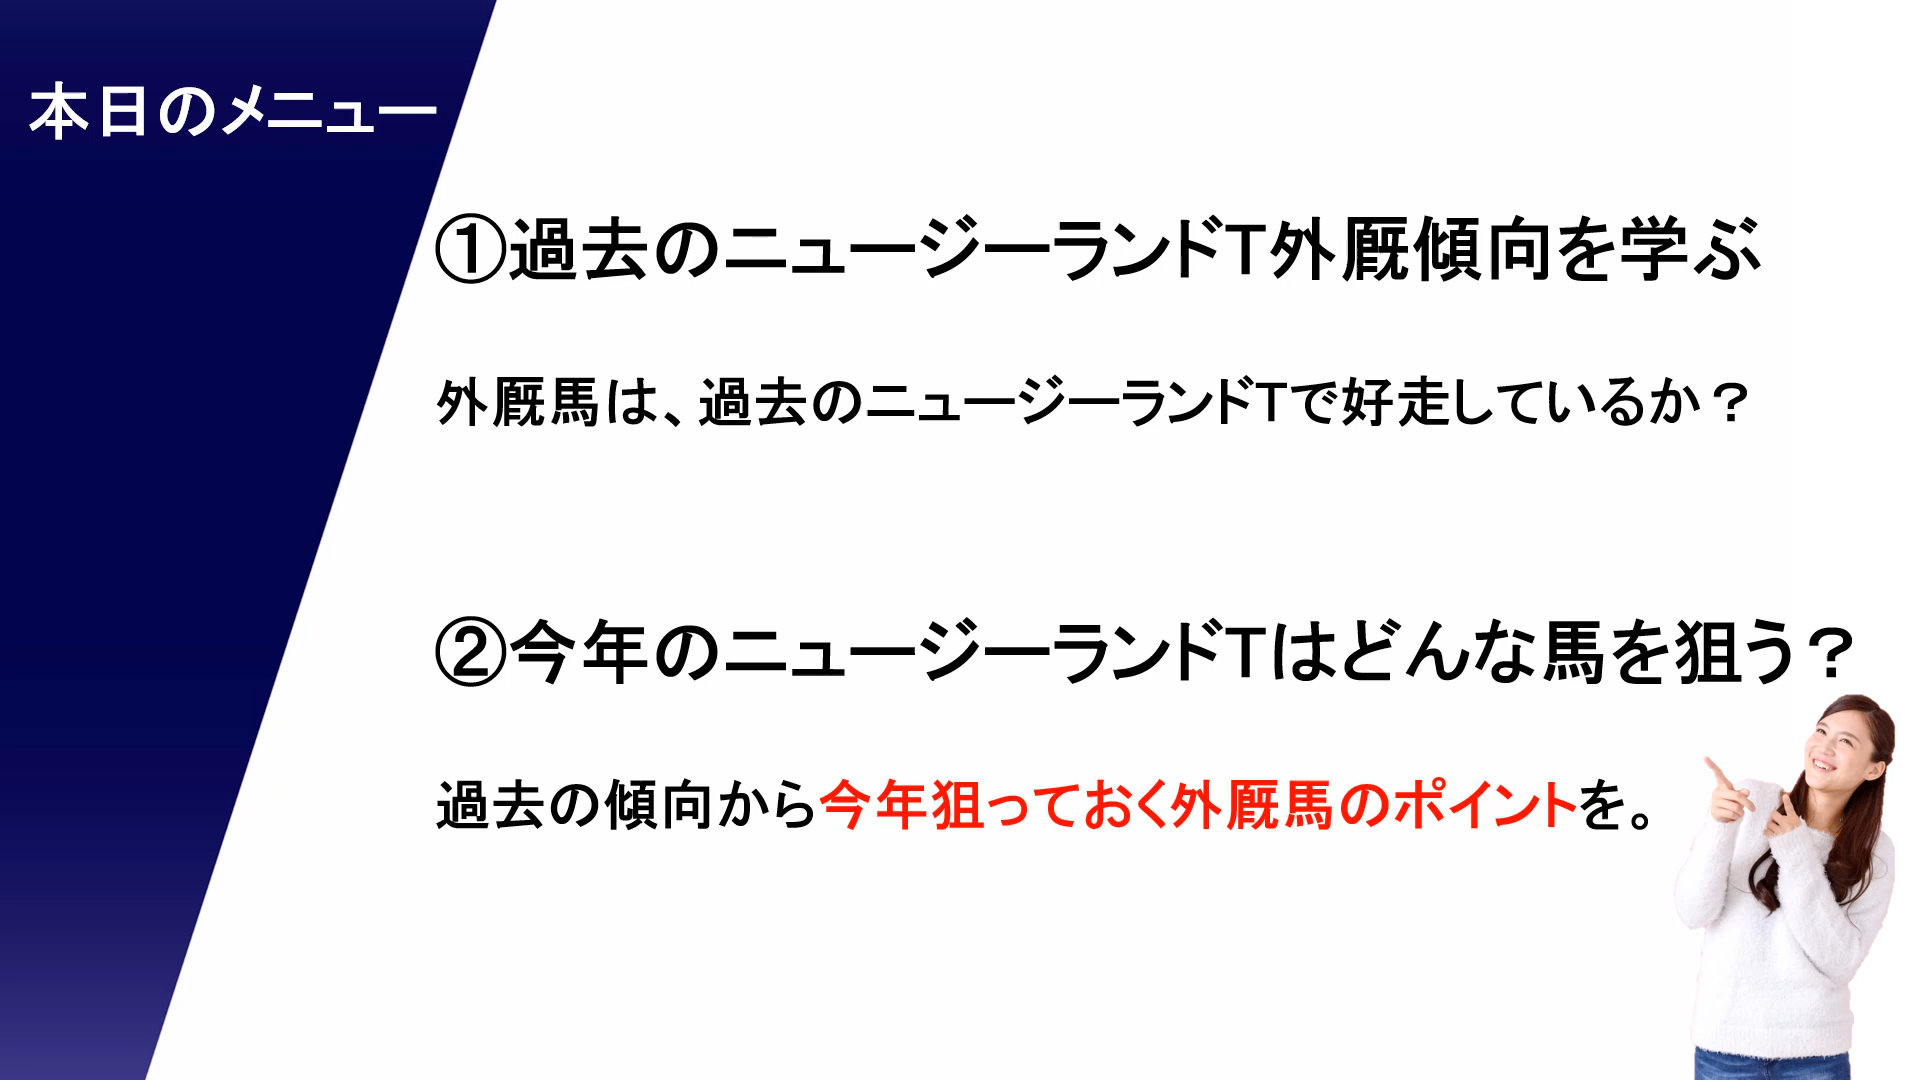 本日のメニュー
①過去のニュージーランドT外厩傾向を学ぶ
外厩馬は、過去のニュージーランドTで好走しているか？
②今年のニュージーランドTはどんな馬を狙う？
過去の傾向から今年狙っておく外厩馬のポイントを。